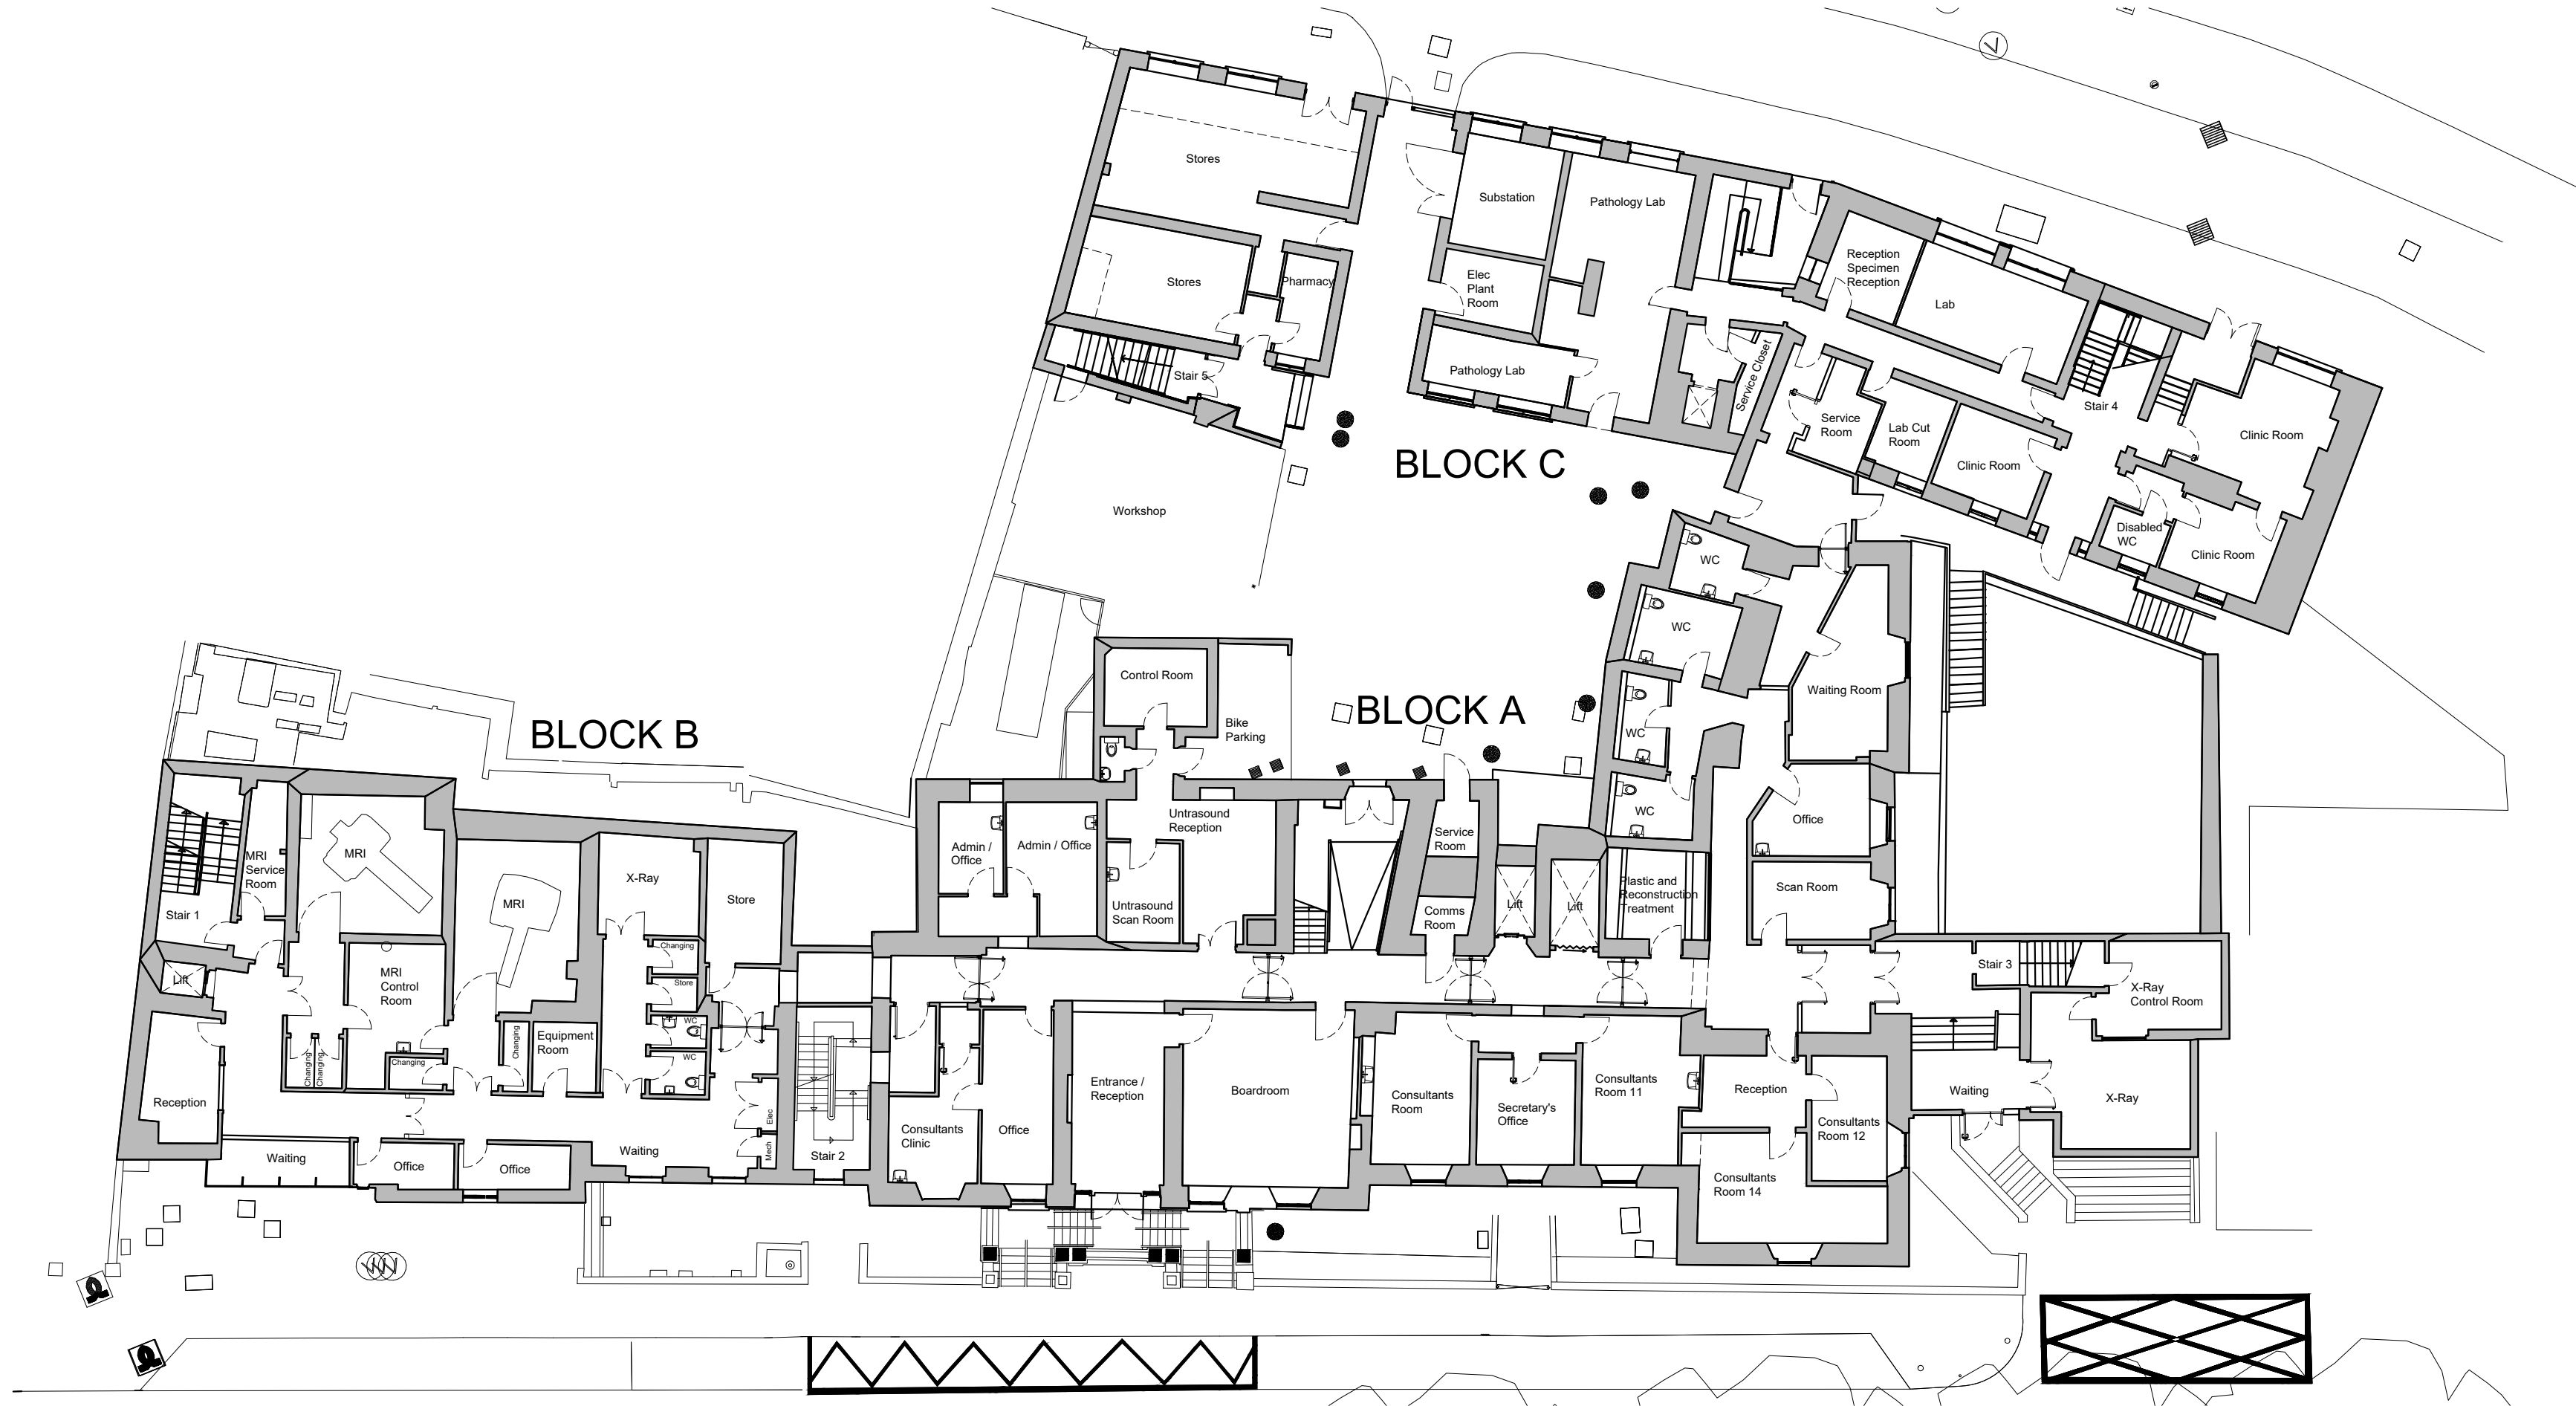 Stores
Substation
Pathology Lab
Reception
Specimen
Reception
Stores
Pharmacy
Elec
Plant
Room
Lab
Pathology Lab
Stair 5
Service Closet
Stair 4
Service
Room
Lab Cut
Room
Clinic Room
Clinic Room
BLOCK C
Workshop
Disabled
WC
Clinic Room
WC
WC
Control Room
Waiting Room
BLOCK A
BLOCK B
Bike
Parking
WC
WC
Office
Untrasound
Reception
Admin /
Office
Admin / Office
Service
Room
MRI
MRI
Service
Room
X-Ray
MRI
Store
Stair 1
Untrasound
Scan Room
Comms
Room
Lift
Lift
Plastic and
Reconstruction
Treatment
Scan Room
Lift
MRI
Control
Room
Changing
Store
WC
WC
Changing
Changing
Changing
Changing
Equipment
Room
Stair 3
X-Ray
Control Room
Reception
Elec
Mech
Entrance /
Reception
Boardroom
Consultants
Room
Secretary's
Office
Consultants
Room 11
Reception
Consultants
Room 12
Waiting
X-Ray
Waiting
Office
Office
Waiting
Stair 2
Consultants
Clinic
Office
Consultants
Room 14